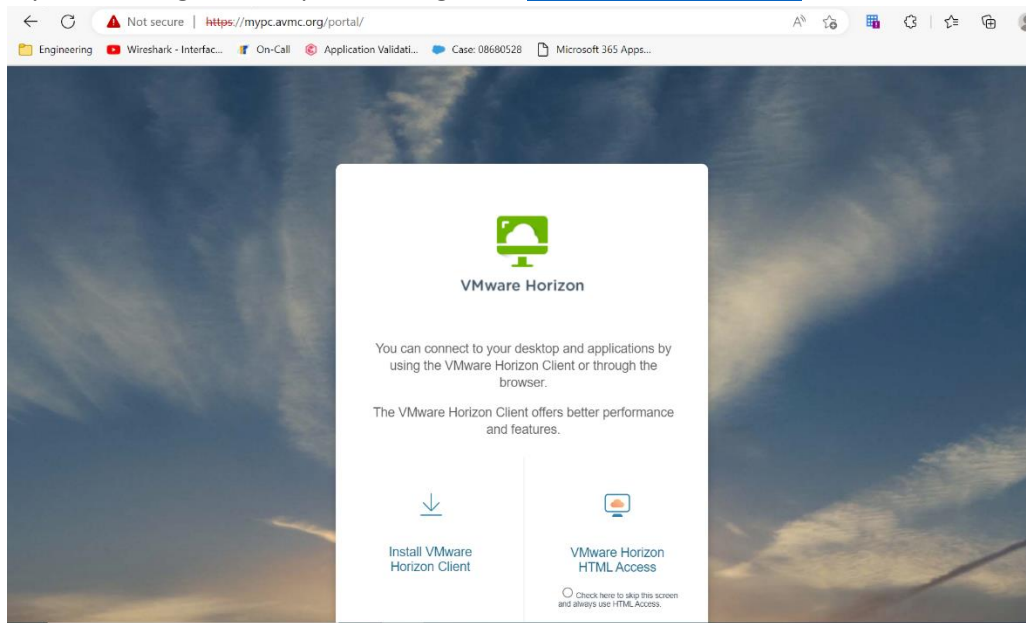 Not secure | https://mypc.avmc.org/portal/
Engineering Wireshark - Interfac... On-Call Application Validati... Case: 08680528 Microsoft 365 Apps...
VMware Horizon
You can connect to your desktop and applications by
using the VMware Horizon Client or through the
browser.
The VMware Horizon Client offers better performance
and features.
Install VMware
Horizon Client
VMware Horizon
HTML Access
Check here to skip this screen
and always use HTML Access.